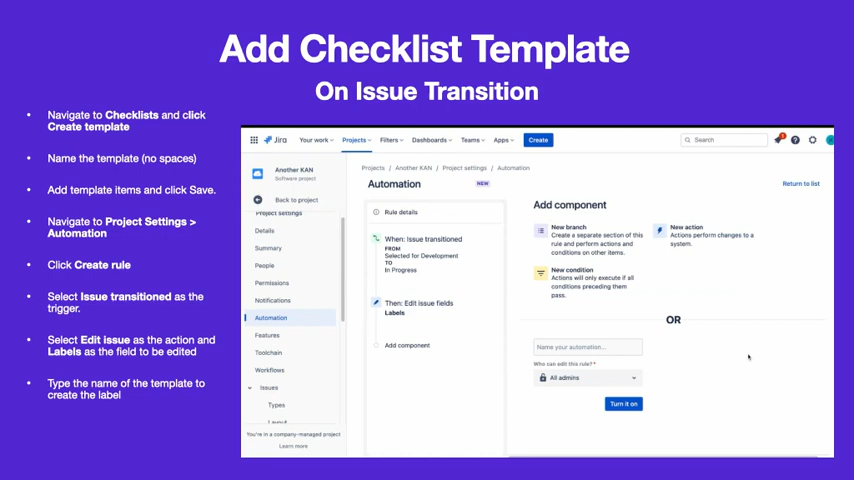 Add Checklist Template
On Issue Transition
• Navigate to Checklists and click
Create template
• Name the template (no spaces)
• Add template items and click Save.
• Navigate to Project Settings >
Automation
• Click Create rule
• Select Issue transitioned as the
trigger.
• Select Edit issue as the action and
Labels as the field to be edited
• Type the name of the template to
create the label
Jira Your work Projects Filters Dashboards Teams Apps Create Search
Another KAN
Software project
Back to project
Project settings
Details
Summary
People
Permissions
Notifications
Automation
Features
Toolchain
Workflows
Issues
Types
Layout
You're in a company-managed project
Learn more
Projects / Another KAN / Project settings / Automation
Automation NEW Return to list
Rule details
When: Issue transitioned
FROM
Selected for Development
TO
In Progress
Then: Edit issue fields
Labels
Add component
Add component
New branch
Create a separate section of this
rule and perform actions and
conditions on other items.
New action
Actions perform changes to a
system.
New condition
Actions will only execute if all
conditions preceding them
pass.
OR
Name your automation...
Who can edit this rule? *
All admins
Turn it on